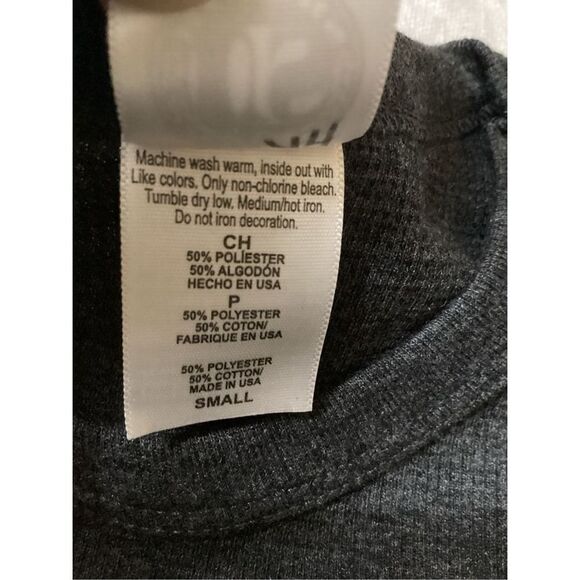 Machine wash warm, inside out with
Like colors. Only non-chlorine bleach.
Tumble dry low. Medium/hot iron.
Do not iron decoration.
CH
50% POLIESTER
50% ALGODÓN
HECHO EN USA
P
50% POLYESTER
50% COTON/
FABRIQUE EN USA
50% POLYESTER
50% COTTON/
MADE IN USA
SMALL